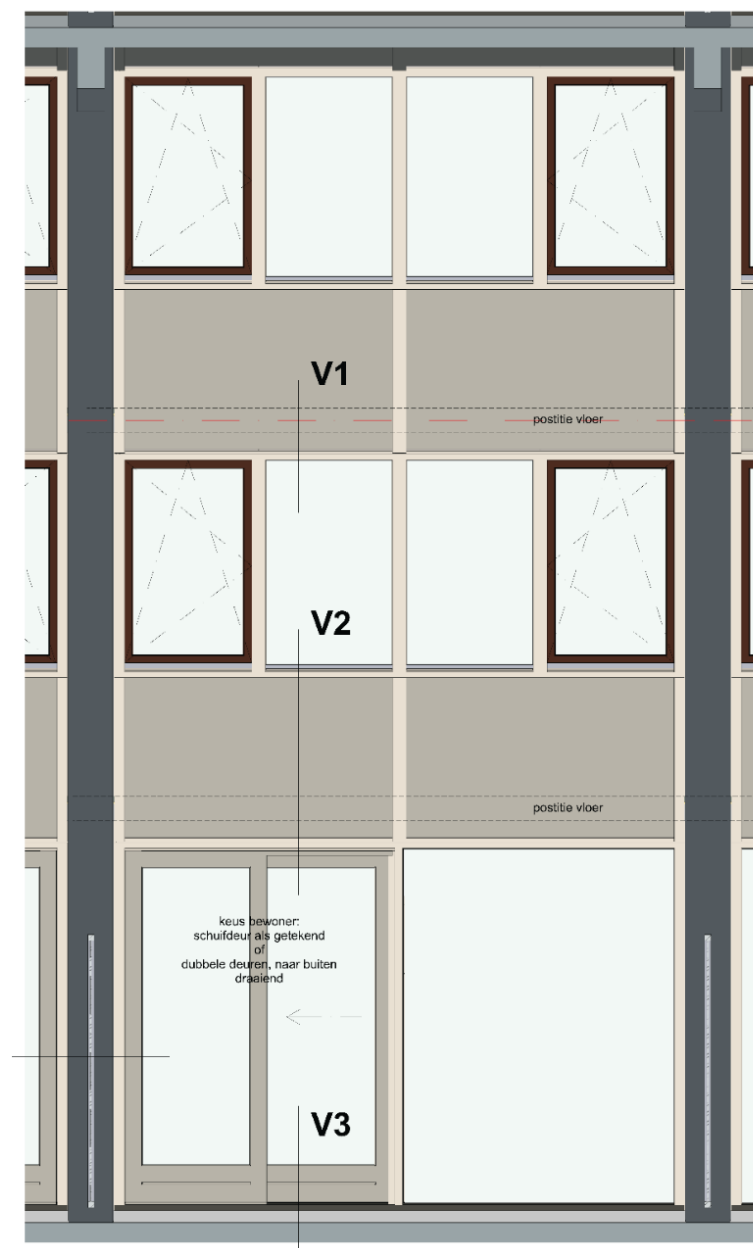 V1
postitie vloer
V2
postitie vloer
keus bewoner:
schuifdeur als getekend
of
dubbele deuren, naar buiten
draaiend
V3